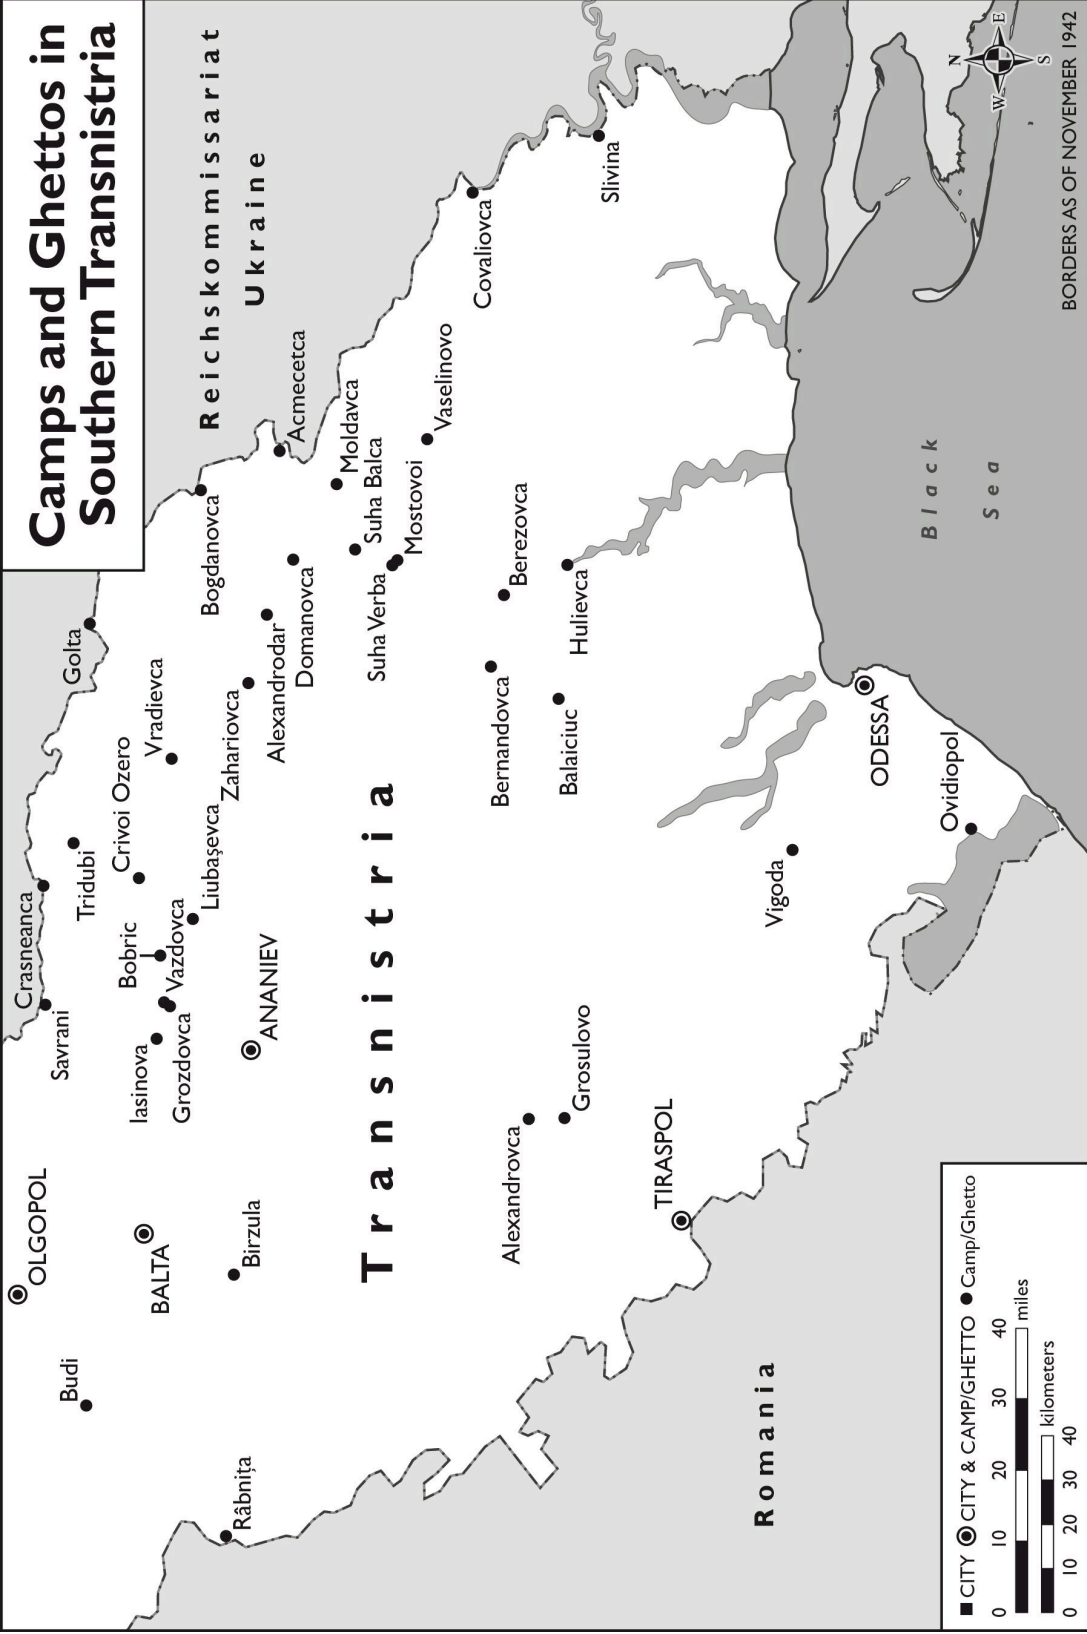 Camps and Ghettos in
Southern Transnistria
Reichskommissariat
Ukraine
Crasneanca
Savrani
Golta
Tridubi
Crivoi Ozero
Vradievca
Bobric
Vazdovca
Iasinova
Grozdovca
Liubaşevca
Zahariovca
Alexandrodar
Bogdanovca
Domanovca
Acmecetca
Moldavca
Suha Balca
Suha Verba
Mostovoi
Vaselinovo
Covaliovca
Slivina
Berezovca
Bernandovca
Balaiciuc
Hulievca
OLGOPOL
BALTA
Budi
Birzula
Râbniţa
ANANIEV
Transnistria
Alexandrovca
Grosulovo
TIRASPOL
Vigoda
ODESSA
Ovidiopol
Black
Sea
Romania
N
E
S
W
CITY CITY & CAMP/GHETTO Camp/Ghetto
0 10 20 30 40
miles
kilometers
0 10 20 30 40
BORDERS AS OF NOVEMBER 1942